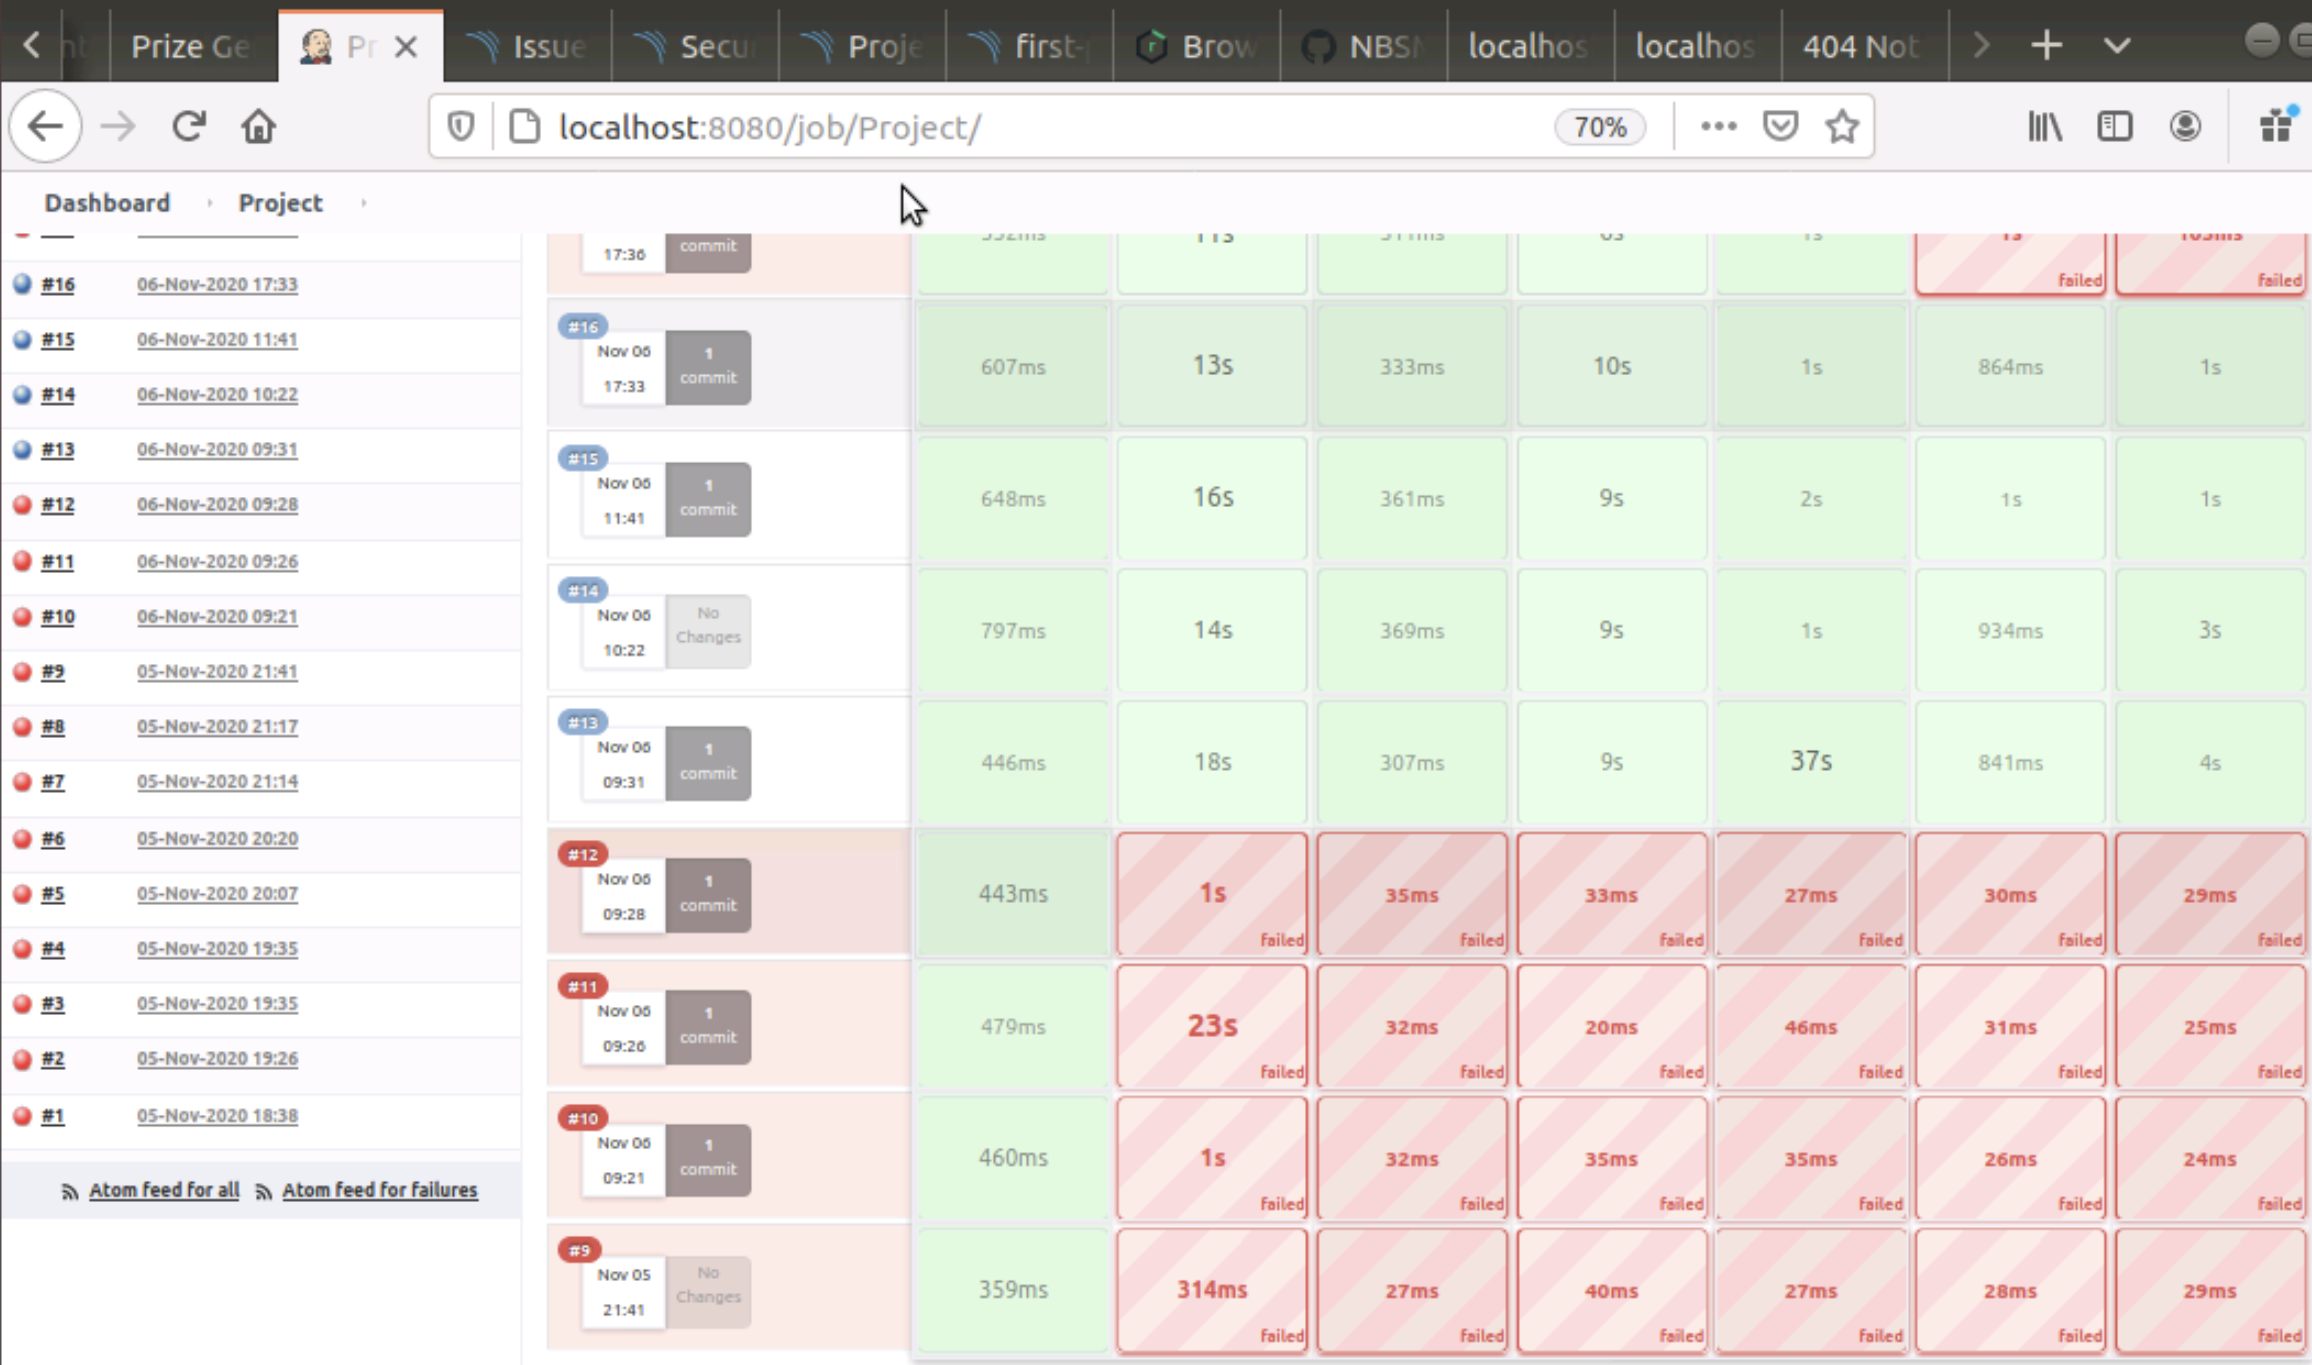 Prize Ge
Pr
Issue
Secu
Proje
first-
Brow
NBSM
localhos
localhos
404 Not
localhost:8080/job/Project/
70%
Dashboard
Project
#16 06-Nov-2020 17:33
#15 06-Nov-2020 11:41
#14 06-Nov-2020 10:22
#13 06-Nov-2020 09:31
#12 06-Nov-2020 09:28
#11 06-Nov-2020 09:26
#10 06-Nov-2020 09:21
#9 05-Nov-2020 21:41
#8 05-Nov-2020 21:17
#7 05-Nov-2020 21:14
#6 05-Nov-2020 20:20
#5 05-Nov-2020 20:07
#4 05-Nov-2020 19:35
#3 05-Nov-2020 19:35
#2 05-Nov-2020 19:26
#1 05-Nov-2020 18:38
Atom feed for all Atom feed for failures
17:36 commit
failed failed
#16
Nov 06 1
17:33 commit
607ms 13s 333ms 10s 1s 864ms 1s
#15
Nov 06 1
11:41 commit
648ms 16s 361ms 9s 2s 1s 1s
#14
Nov 06 No
10:22 Changes
797ms 14s 369ms 9s 1s 934ms 3s
#13
Nov 06 1
09:31 commit
446ms 18s 307ms 9s 37s 841ms 4s
#12
Nov 06 1
09:28 commit
443ms 1s 35ms 33ms 27ms 30ms 29ms
failed failed failed failed failed failed
#11
Nov 06 1
09:26 commit
479ms 23s 32ms 20ms 46ms 31ms 25ms
failed failed failed failed failed failed
#10
Nov 06 1
09:21 commit
460ms 1s 32ms 35ms 35ms 26ms 24ms
failed failed failed failed failed failed
#9
Nov 05 No
21:41 Changes
359ms 314ms 27ms 40ms 27ms 28ms 29ms
failed failed failed failed failed failed